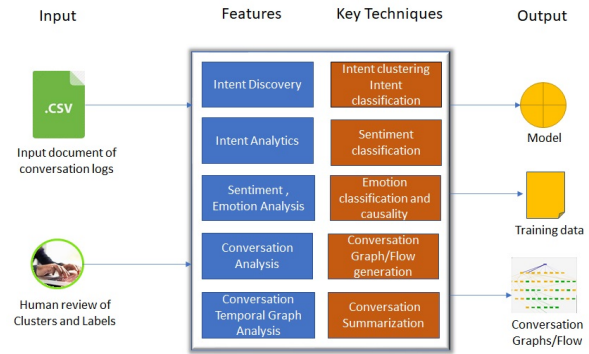 Input
Features
Key Techniques
Output
.CSV
Input document of
conversation logs
Human review of
Clusters and Labels
Intent Discovery
Intent Analytics
Sentiment ,
Emotion Analysis
Conversation
Analysis
Conversation
Temporal Graph
Analysis
Intent clustering
Intent
classification
Sentiment
classification
Emotion
classification and
causality
Conversation
Graph/Flow
generation
Conversation
Summarization
Model
Training data
Conversation
Graphs/Flow